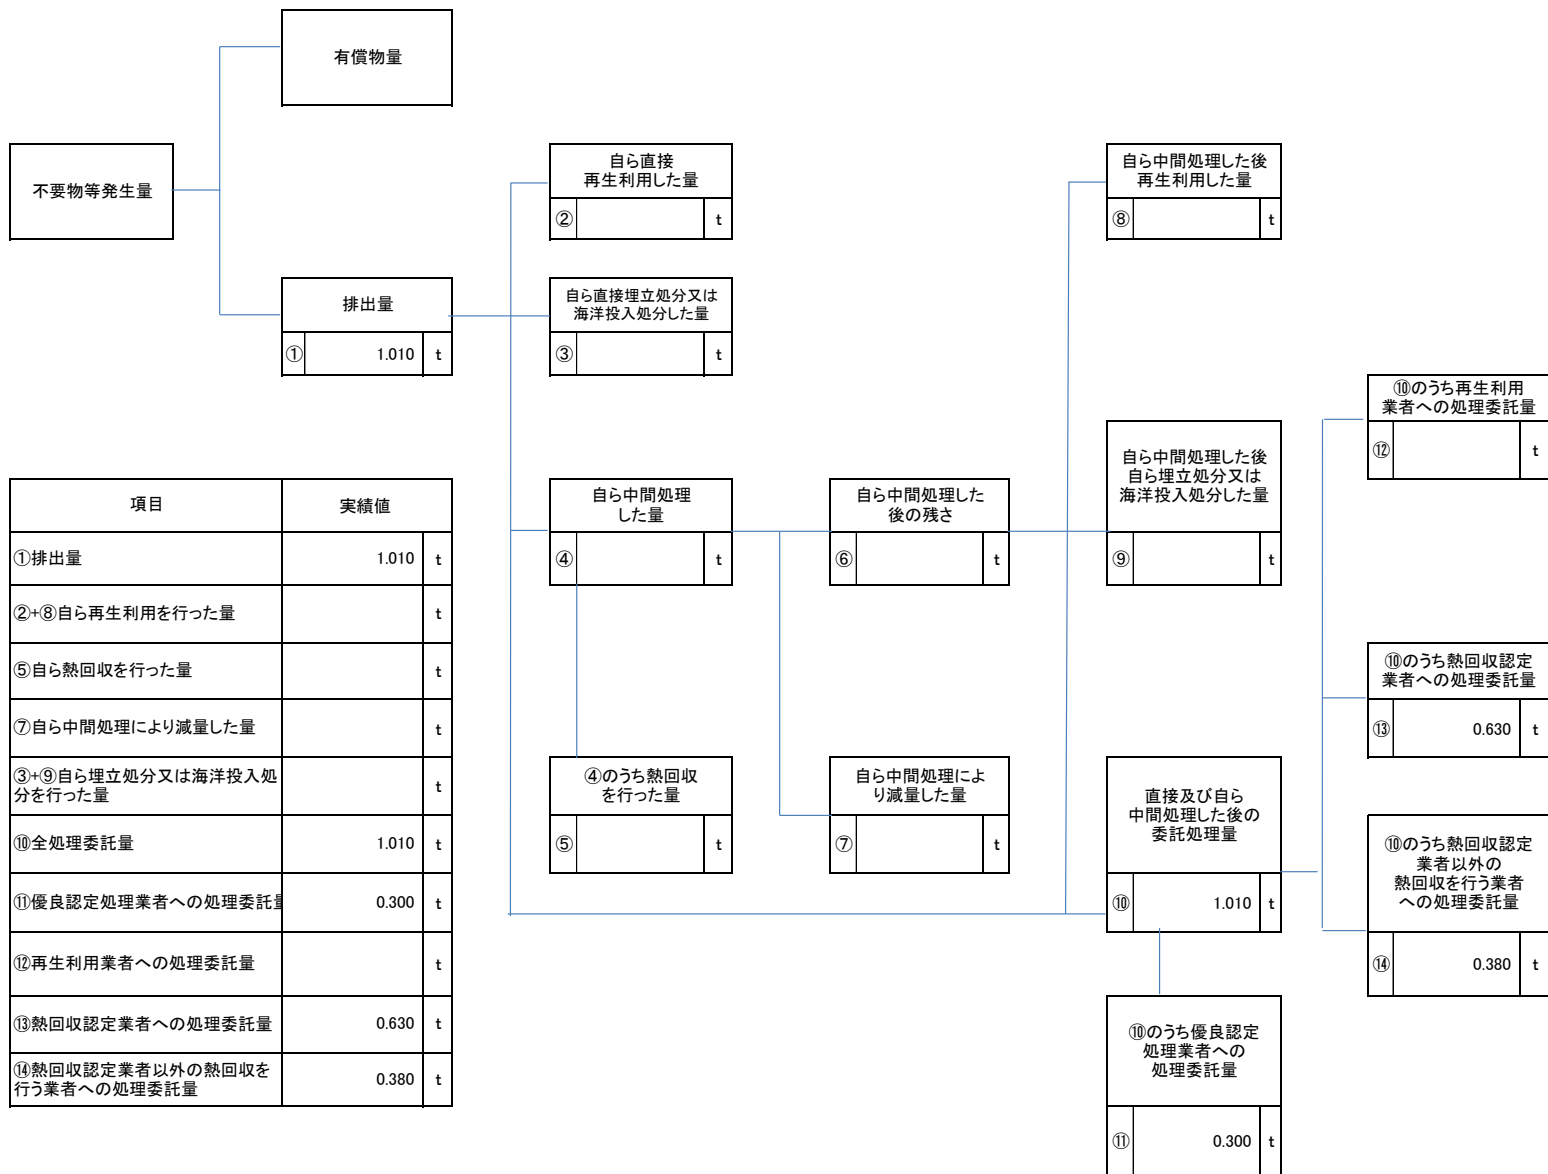 有償物量
不要物等発生量
排出量
① 1.010 t
自ら直接
再生利用した量
② t
自ら直接埋立処分又は
海洋投入処分した量
③ t
自ら中間処理
した量
④ t
④のうち熱回収
を行った量
⑤ t
自ら中間処理した
後の残さ
⑥ t
自ら中間処理によ
り減量した量
⑦ t
自ら中間処理した後
再生利用した量
⑧ t
自ら中間処理した後
自ら埋立処分又は
海洋投入処分した量
⑨ t
直接及び自ら
中間処理した後の
委託処理量
⑩ 1.010 t
⑩のうち優良認定
処理業者への
処理委託量
⑪ 0.300 t
⑩のうち再生利用
業者への処理委託量
⑫ t
⑩のうち熱回収認定
業者への処理委託量
⑬ 0.630 t
⑩のうち熱回収認定
業者以外の
熱回収を行う業者
への処理委託量
⑭ 0.380 t
項目 実績値
①排出量 1.010 t
②+⑧自ら再生利用を行った量 t
⑤自ら熱回収を行った量 t
⑦自ら中間処理により減量した量 t
③+⑨自ら埋立処分又は海洋投入処
分を行った量 t
⑩全処理委託量 1.010 t
⑪優良認定処理業者への処理委託量 0.300 t
⑫再生利用業者への処理委託量 t
⑬熱回収認定業者への処理委託量 0.630 t
⑭熱回収認定業者以外の熱回収を
行う業者への処理委託量 0.380 t